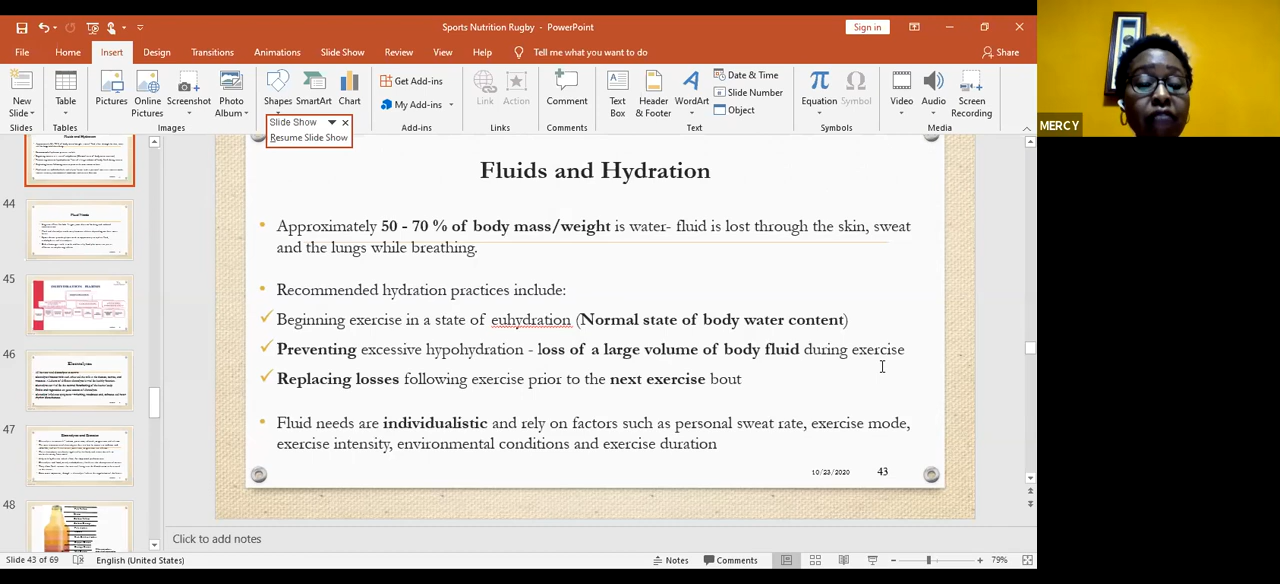 Sports Nutrition Rugby - PowerPoint
Sign in
File Home Insert Design Transitions Animations Slide Show Review View Help Tell me what you want to do Share
New Slide
Table
Pictures
Online Pictures
Screenshot
Photo Album
Shapes
SmartArt
Chart
Get Add-ins
My Add-ins
Link
Action
Comment
Text Box
Header & Footer
WordArt
Date & Time
Slide Number
Object
Equation
Symbol
Video
Audio
Screen Recording
Slides Tables Images Add-ins Links Comments Text Symbols Media
Slide Show
Resume Slide Show
MERCY
Fluids and Hydration
Approximately 50 - 70 % of body mass/weight is water- fluid is lost through the skin, sweat
and the lungs while breathing.
Recommended hydration practices include:
Beginning exercise in a state of euhydration (Normal state of body water content)
Preventing excessive hypohydration - loss of a large volume of body fluid during exercise
Replacing losses following exercise prior to the next exercise bout
Fluid needs are individualistic and rely on factors such as personal sweat rate, exercise mode,
exercise intensity, environmental conditions and exercise duration
10/23/2020 43
44
45
46
Electrolytes
47
48
Click to add notes
Slide 43 of 69 English (United States) Notes Comments 79%